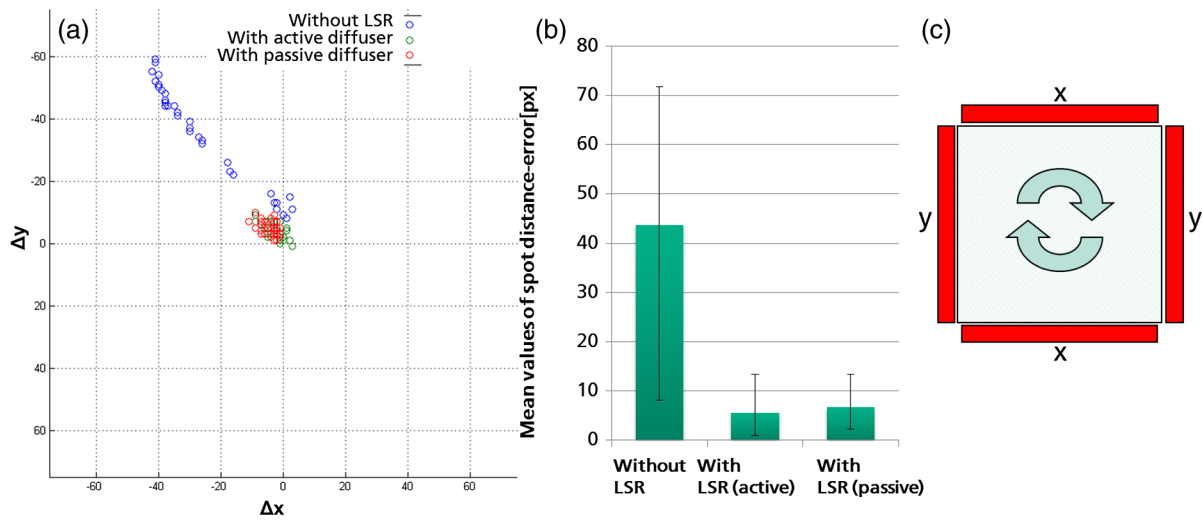 (a)
Without LSR
With active diffuser
With passive diffuser
-60
-40
-20
0
20
40
60
Δy
-60
-40
-20
0
20
40
60
Δx
(b)
Mean values of spot distance-error[px]
80
70
60
50
40
30
20
10
0
Without LSR
With LSR (active)
With LSR (passive)
(c)
x
y
y
x